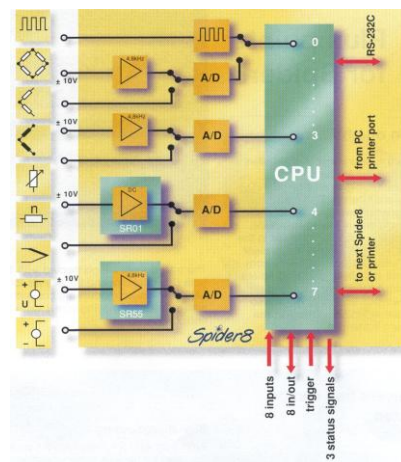 4.8kHz
± 10V
A/D
0
RS-232C
4.8kHz
± 10V
A/D
3
from PC
printer port
CPU
n
± 10V
DC
SR01
A/D
4
to next Spider8
or printer
± 10V
4.8kHz
SR55
A/D
7
+
U
-
+
-
Spider8
8 inputs
8 in/out
trigger
3 status signals